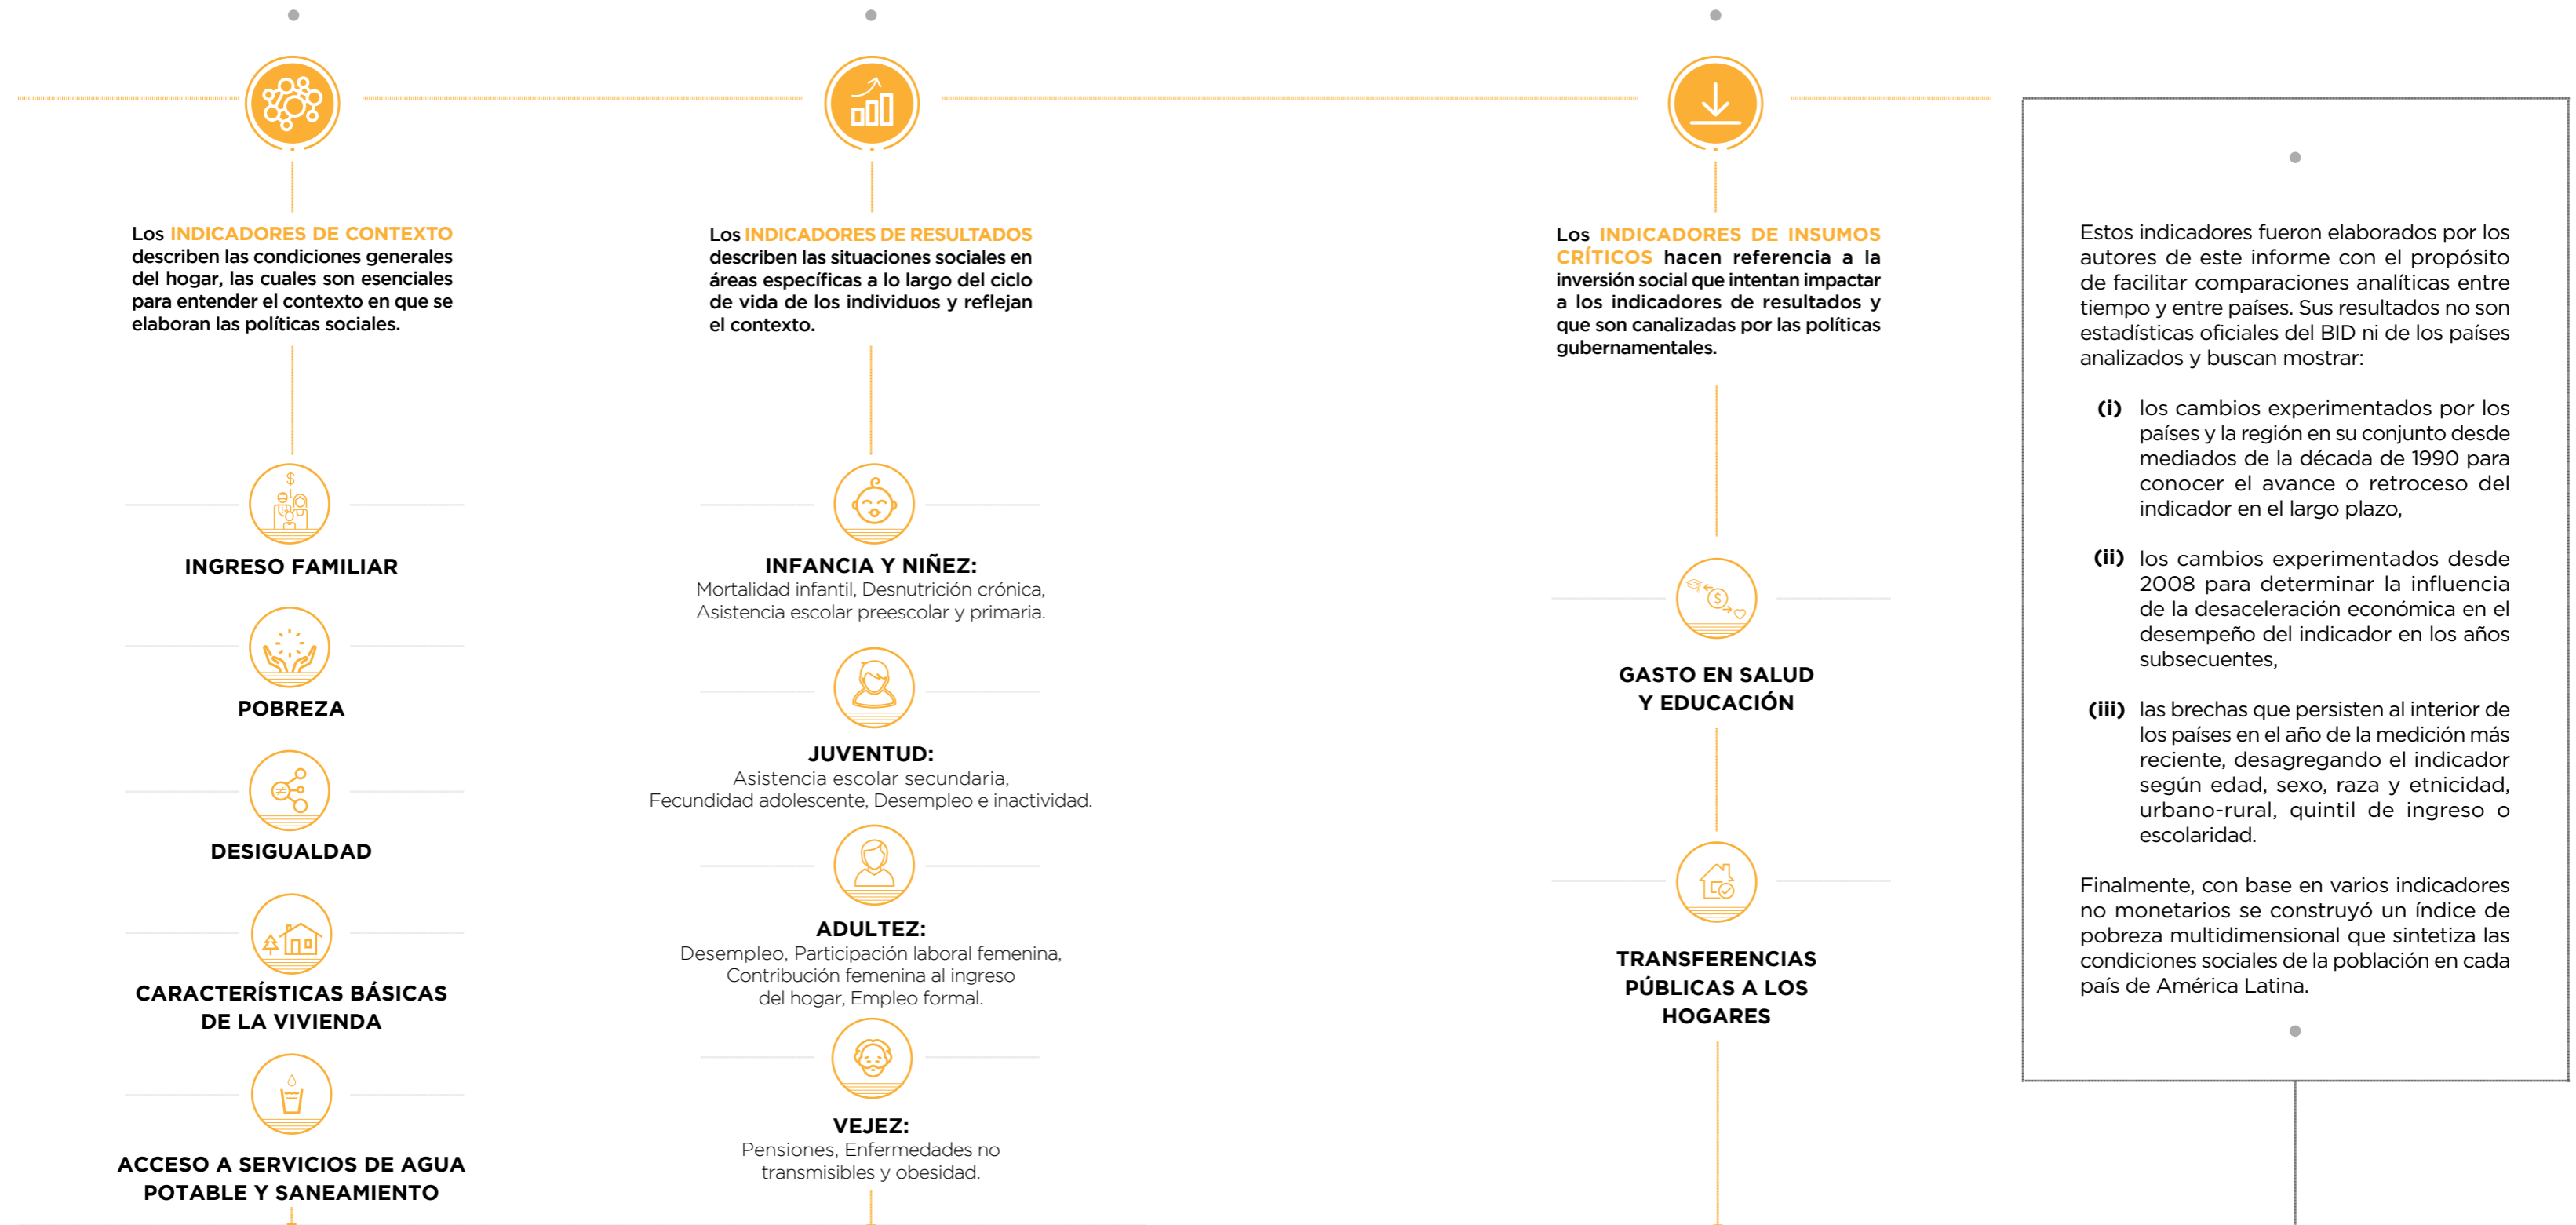 Los INDICADORES DE CONTEXTO
describen las condiciones generales
del hogar, las cuales son esenciales
para entender el contexto en que se
elaboran las políticas sociales.
INGRESO FAMILIAR
POBREZA
DESIGUALDAD
CARACTERÍSTICAS BÁSICAS
DE LA VIVIENDA
ACCESO A SERVICIOS DE AGUA
POTABLE Y SANEAMIENTO
Los INDICADORES DE RESULTADOS
describen las situaciones sociales en
áreas específicas a lo largo del ciclo
de vida de los individuos y reflejan
el contexto.
INFANCIA Y NIÑEZ:
Mortalidad infantil, Desnutrición crónica,
Asistencia escolar preescolar y primaria.
JUVENTUD:
Asistencia escolar secundaria,
Fecundidad adolescente, Desempleo e inactividad.
ADULTEZ:
Desempleo, Participación laboral femenina,
Contribución femenina al ingreso
del hogar, Empleo formal.
VEJEZ:
Pensiones, Enfermedades no
transmisibles y obesidad.
Los INDICADORES DE INSUMOS
CRÍTICOS hacen referencia a la
inversión social que intentan impactar
a los indicadores de resultados y
que son canalizadas por las políticas
gubernamentales.
GASTO EN SALUD
Y EDUCACIÓN
TRANSFERENCIAS
PÚBLICAS A LOS
HOGARES
Estos indicadores fueron elaborados por los
autores de este informe con el propósito
de facilitar comparaciones analíticas entre
tiempo y entre países. Sus resultados no son
estadísticas oficiales del BID ni de los países
analizados y buscan mostrar:
(i) los cambios experimentados por los
países y la región en su conjunto desde
mediados de la década de 1990 para
conocer el avance o retroceso del
indicador en el largo plazo,
(ii) los cambios experimentados desde
2008 para determinar la influencia
de la desaceleración económica en el
desempeño del indicador en los años
subsecuentes,
(iii) las brechas que persisten al interior de
los países en el año de la medición más
reciente, desagregando el indicador
según edad, sexo, raza y etnicidad,
urbano-rural, quintil de ingreso o
escolaridad.
Finalmente, con base en varios indicadores
no monetarios se construyó un índice de
pobreza multidimensional que sintetiza las
condiciones sociales de la población en cada
país de América Latina.